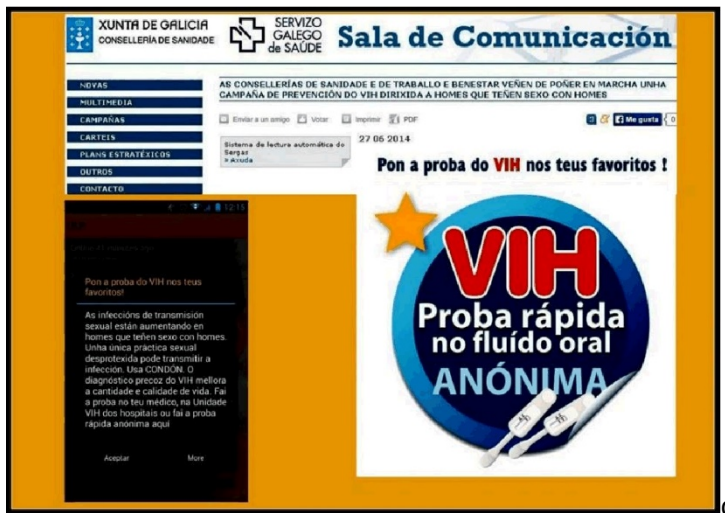 XUNTA DE GALICIA
CONSELLERÍA DE SANIDADE
SERVIZO
GALEGO
de SAÚDE
Sala de Comunicación
NOVAS
MULTIMEDIA
CAMPAÑAS
CARTEIS
PLANS ESTRATÉXICOS
OUTROS
CONTACTO
AS CONSELLERÍAS DE SANIDADE E DE TRABALLO E BENESTAR VEÑEN DE POÑER EN MARCHA UNHA
CAMPAÑA DE PREVENCIÓN DO VIH DIRIXIDA A HOMES QUE TEÑEN SEXO CON HOMES
Enviar a un amigo Votar Imprimir PDF
Me gusta 0
Sistema de lectura automática do
Sergas
» Axuda
27 06 2014
Pon a proba do VIH nos teus favoritos !
VIH
Proba rápida
no fluído oral
ANÓNIMA
12:15
Pon a proba do VIH nos teus
favoritos!
As infeccións de transmisión
sexual están aumentando en
homes que teñen sexo con homes.
Unha única práctica sexual
desprotexida pode transmitir a
infección. Usa CONDÓN. O
diagnóstico precoz do VIH mellora
a cantidade e calidade de vida. Fai
a proba no teu médico, na Unidade
VIH dos hospitais ou fai a proba
rápida anónima aquí
Aceptar More